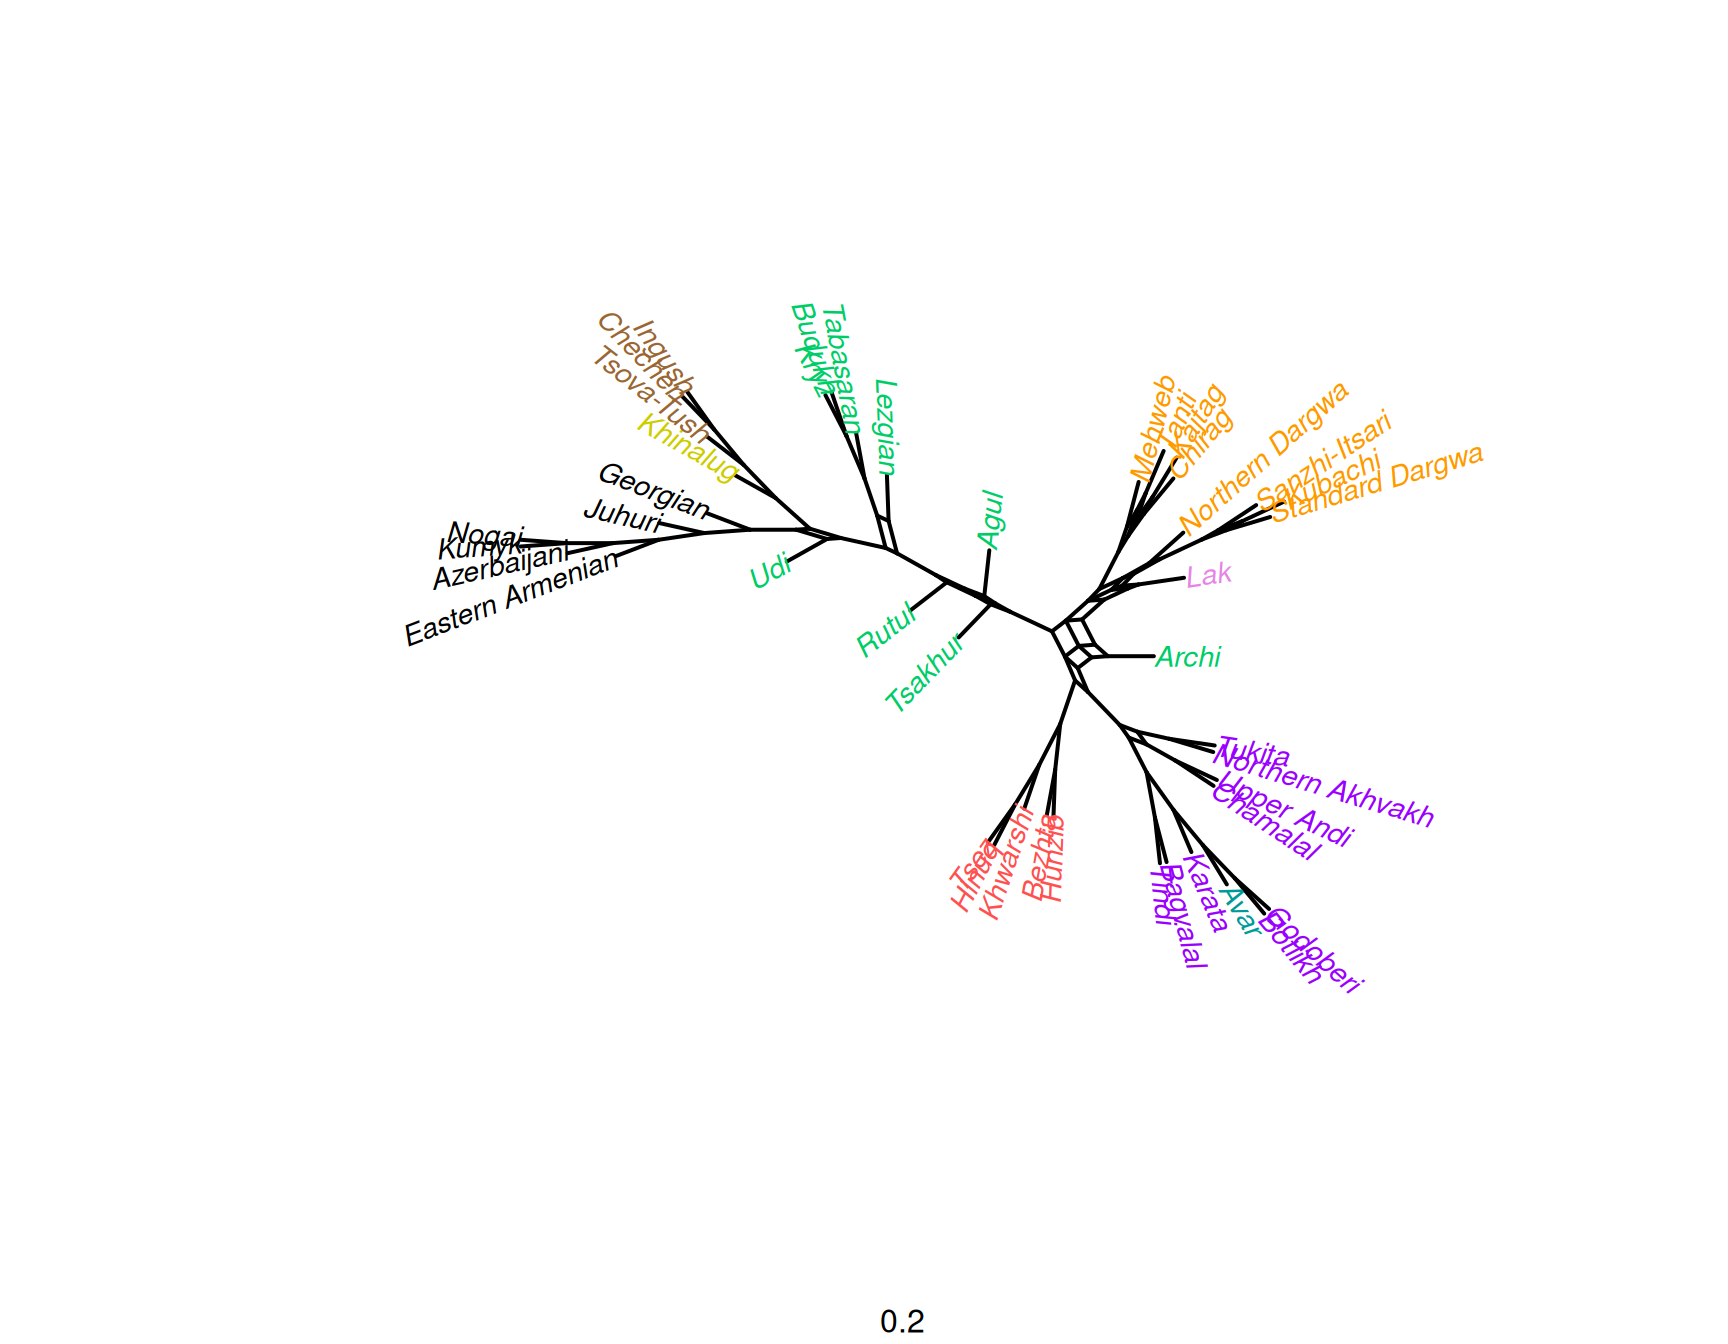 Ingush
Chechen
Tsova-Tush
Khinalug
Georgian
Juhuri
Nogai
Kumyk
Azerbaijani
Eastern Armenian
Udi
Budukh
Kryz
Tabasaran
Lezgian
Agul
Rutul
Tsakhur
Mehweb
Tanti
Kaitag
Chirag
Northern Dargwa
Sanzhi-Itsari
Kubachi
Standard Dargwa
Lak
Archi
Tukita
Northern Akhvakh
Upper Andi
Chamalal
Godoberi
Botlikh
Avar
Karata
Bagvalal
Tindi
Hunzib
Bezhta
Khwarshi
Hinuq
Tsez
0.2